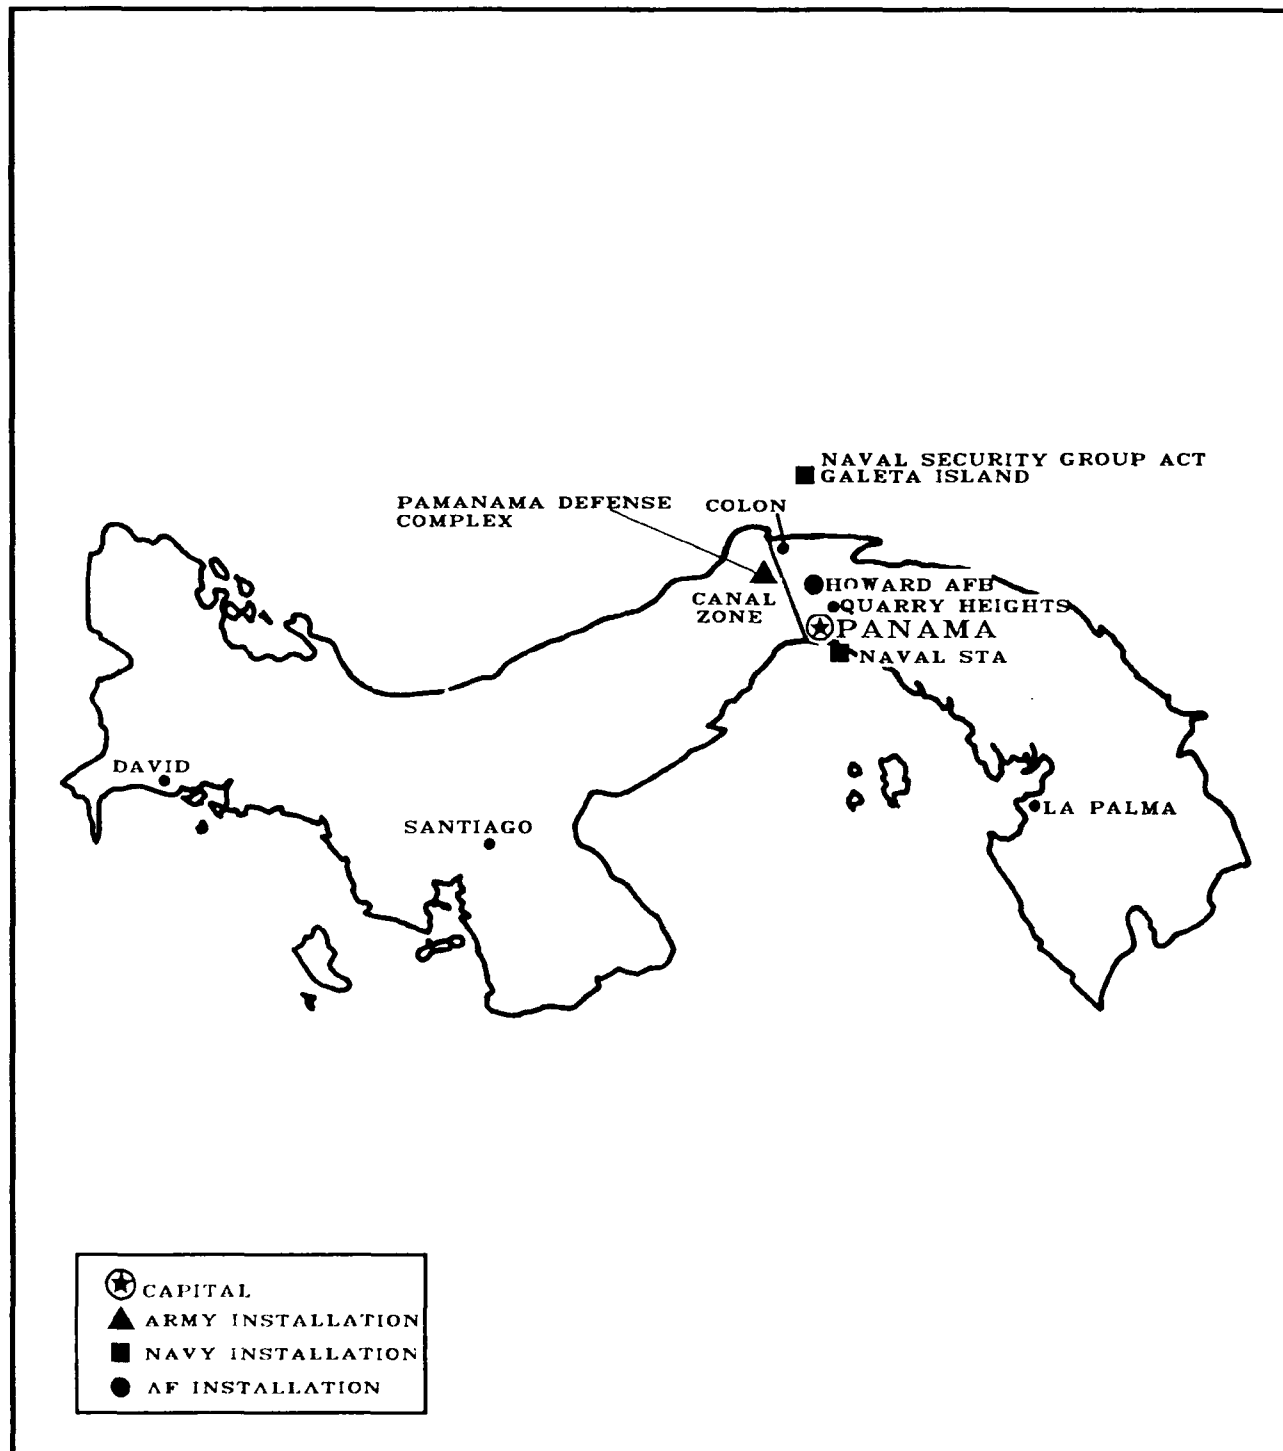 NAVAL SECURITY GROUP ACT
GALETA ISLAND
PAMANAMA DEFENSE
COMPLEX
COLON
HOWARD AFB
CANAL
ZONE
QUARRY HEIGHTS
PANAMA
NAVAL STA
DAVID
LA PALMA
SANTIAGO
CAPITAL
ARMY INSTALLATION
NAVY INSTALLATION
AF INSTALLATION